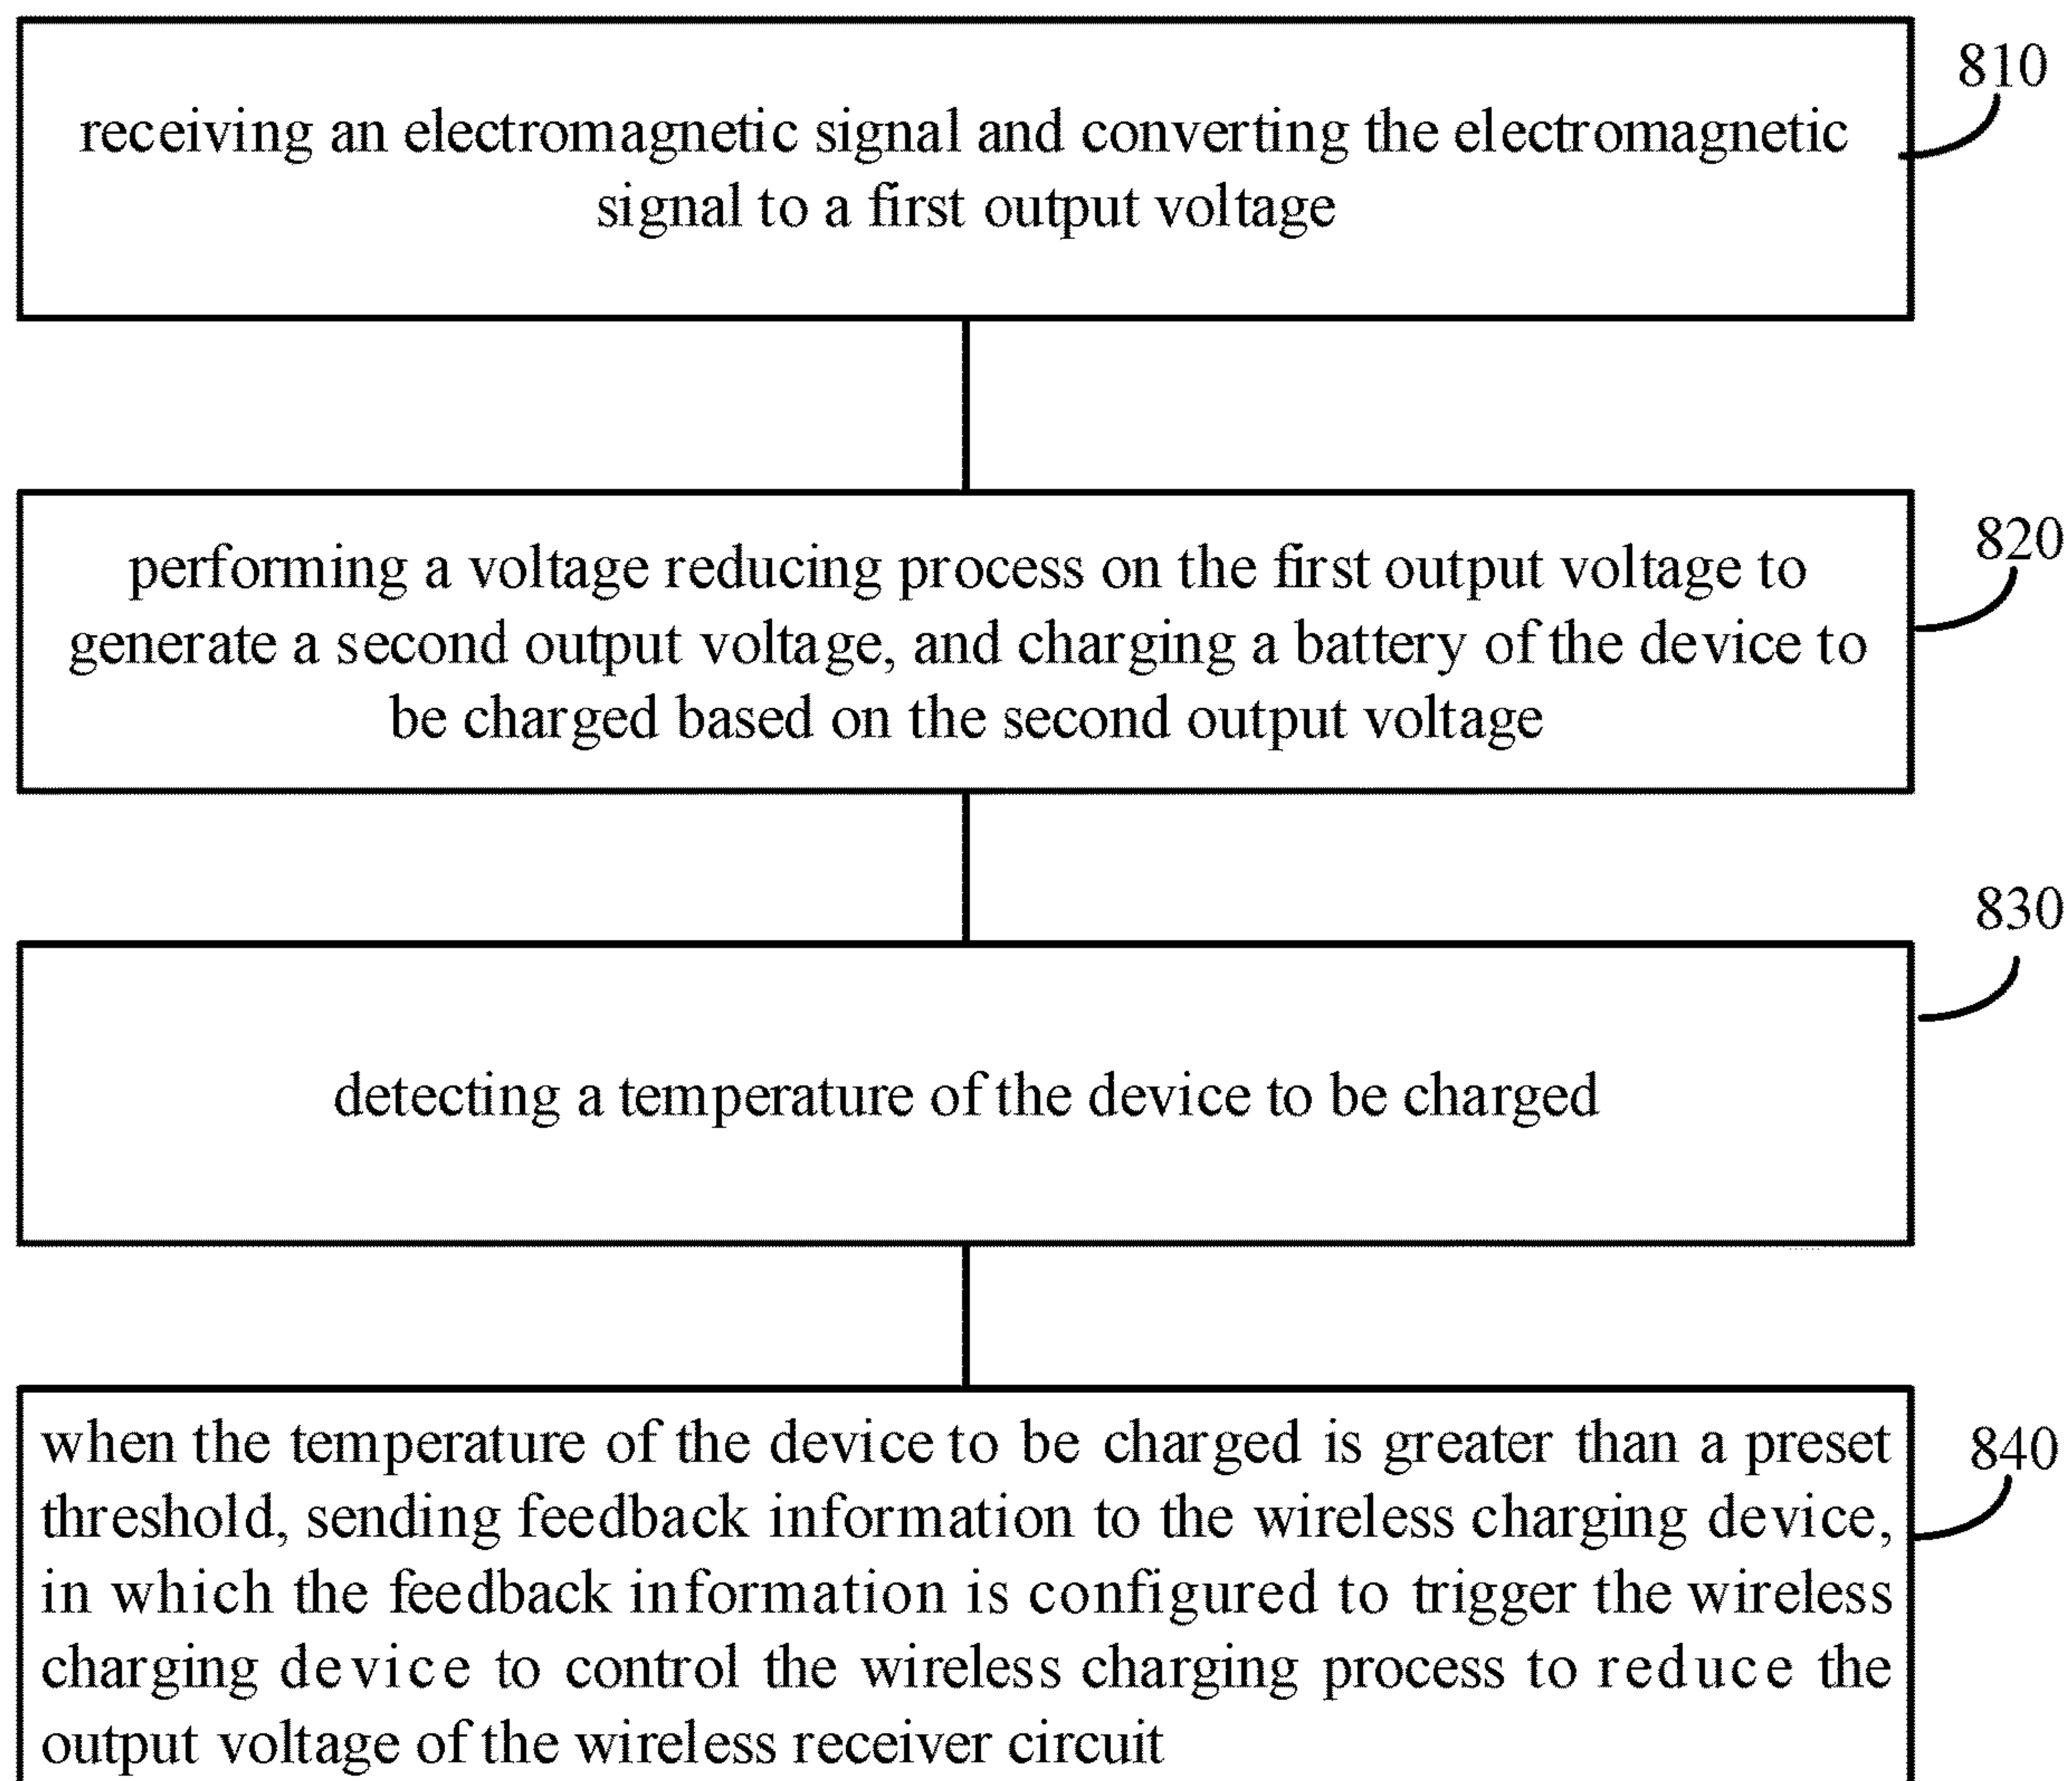 810
receiving an electromagnetic signal and converting the electromagnetic
signal to a first output voltage
820
performing a voltage reducing process on the first output voltage to
generate a second output voltage, and charging a battery of the device to
be charged based on the second output voltage
830
detecting a temperature of the device to be charged
840
when the temperature of the device to be charged is greater than a preset
threshold, sending feedback information to the wireless charging device,
in which the feedback information is configured to trigger the wireless
charging device to control the wireless charging process to reduce the
output voltage of the wireless receiver circuit